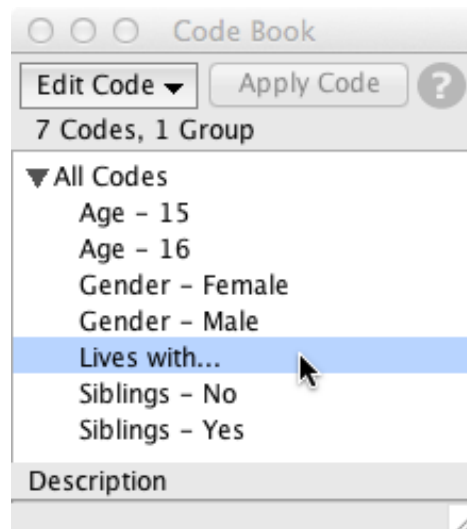 Code Book
Edit Code Apply Code ?
7 Codes, 1 Group
All Codes
Age – 15
Age – 16
Gender – Female
Gender – Male
Lives with...
Siblings – No
Siblings – Yes
Description